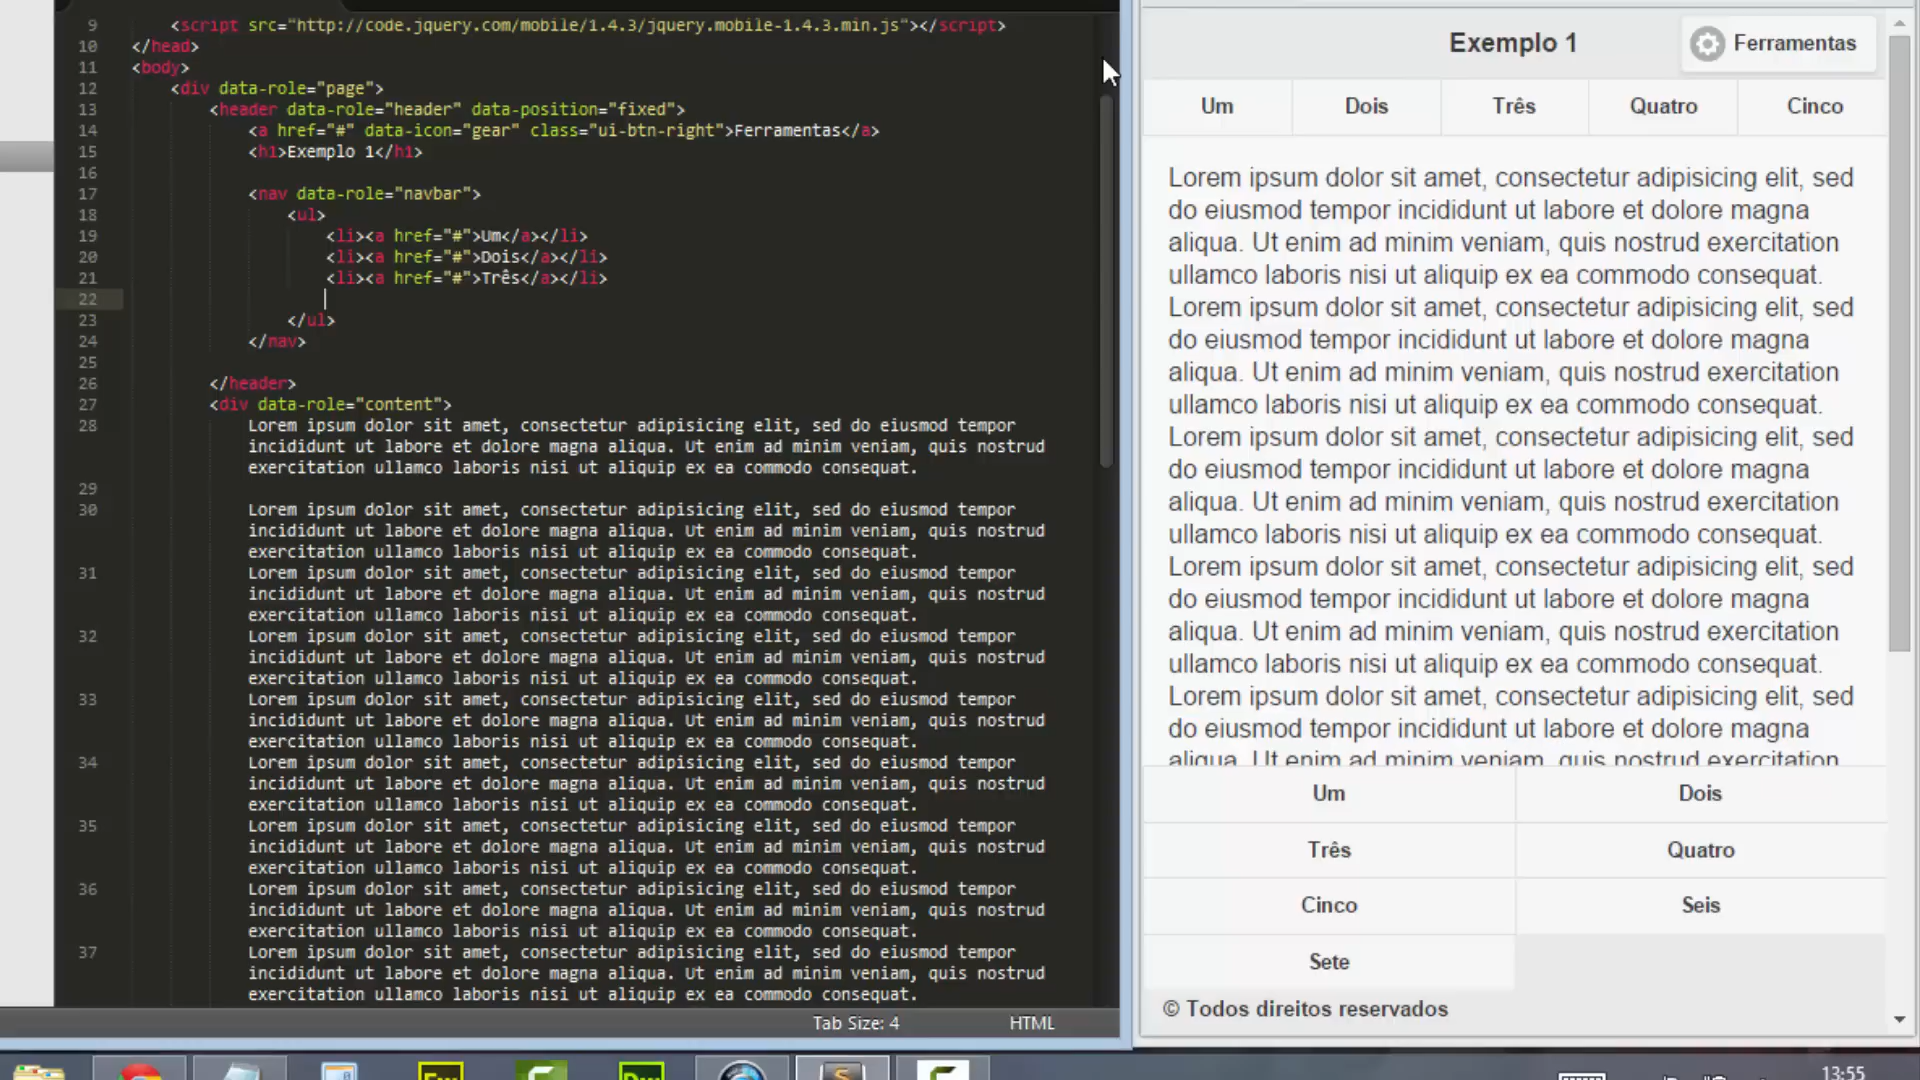 9 <script src="http://code.jquery.com/mobile/1.4.3/jquery.mobile-1.4.3.min.js"></script>
10 </head>
11 <body>
12 <div data-role="page">
13 <header data-role="header" data-position="fixed">
14 <a href="#" data-icon="gear" class="ui-btn-right">Ferramentas</a>
15 <h1>Exemplo 1</h1>
16
17 <nav data-role="navbar">
18 <ul>
19 <li><a href="#">Um</a></li>
20 <li><a href="#">Dois</a></li>
21 <li><a href="#">Três</a></li>
22
23 </ul>
24 </nav>
25
26 </header>
27 <div data-role="content">
28 Lorem ipsum dolor sit amet, consectetur adipisicing elit, sed do eiusmod tempor
incididunt ut labore et dolore magna aliqua. Ut enim ad minim veniam, quis nostrud
exercitation ullamco laboris nisi ut aliquip ex ea commodo consequat.
29
30 Lorem ipsum dolor sit amet, consectetur adipisicing elit, sed do eiusmod tempor
incididunt ut labore et dolore magna aliqua. Ut enim ad minim veniam, quis nostrud
exercitation ullamco laboris nisi ut aliquip ex ea commodo consequat.
31 Lorem ipsum dolor sit amet, consectetur adipisicing elit, sed do eiusmod tempor
incididunt ut labore et dolore magna aliqua. Ut enim ad minim veniam, quis nostrud
exercitation ullamco laboris nisi ut aliquip ex ea commodo consequat.
32 Lorem ipsum dolor sit amet, consectetur adipisicing elit, sed do eiusmod tempor
incididunt ut labore et dolore magna aliqua. Ut enim ad minim veniam, quis nostrud
exercitation ullamco laboris nisi ut aliquip ex ea commodo consequat.
33 Lorem ipsum dolor sit amet, consectetur adipisicing elit, sed do eiusmod tempor
incididunt ut labore et dolore magna aliqua. Ut enim ad minim veniam, quis nostrud
exercitation ullamco laboris nisi ut aliquip ex ea commodo consequat.
34 Lorem ipsum dolor sit amet, consectetur adipisicing elit, sed do eiusmod tempor
incididunt ut labore et dolore magna aliqua. Ut enim ad minim veniam, quis nostrud
exercitation ullamco laboris nisi ut aliquip ex ea commodo consequat.
35 Lorem ipsum dolor sit amet, consectetur adipisicing elit, sed do eiusmod tempor
incididunt ut labore et dolore magna aliqua. Ut enim ad minim veniam, quis nostrud
exercitation ullamco laboris nisi ut aliquip ex ea commodo consequat.
36 Lorem ipsum dolor sit amet, consectetur adipisicing elit, sed do eiusmod tempor
incididunt ut labore et dolore magna aliqua. Ut enim ad minim veniam, quis nostrud
exercitation ullamco laboris nisi ut aliquip ex ea commodo consequat.
37 Lorem ipsum dolor sit amet, consectetur adipisicing elit, sed do eiusmod tempor
incididunt ut labore et dolore magna aliqua. Ut enim ad minim veniam, quis nostrud
exercitation ullamco laboris nisi ut aliquip ex ea commodo consequat.
Tab Size: 4 HTML
Exemplo 1 Ferramentas
Um Dois Três Quatro Cinco
Lorem ipsum dolor sit amet, consectetur adipisicing elit, sed
do eiusmod tempor incididunt ut labore et dolore magna
aliqua. Ut enim ad minim veniam, quis nostrud exercitation
ullamco laboris nisi ut aliquip ex ea commodo consequat.
Lorem ipsum dolor sit amet, consectetur adipisicing elit, sed
do eiusmod tempor incididunt ut labore et dolore magna
aliqua. Ut enim ad minim veniam, quis nostrud exercitation
ullamco laboris nisi ut aliquip ex ea commodo consequat.
Lorem ipsum dolor sit amet, consectetur adipisicing elit, sed
do eiusmod tempor incididunt ut labore et dolore magna
aliqua. Ut enim ad minim veniam, quis nostrud exercitation
ullamco laboris nisi ut aliquip ex ea commodo consequat.
Lorem ipsum dolor sit amet, consectetur adipisicing elit, sed
do eiusmod tempor incididunt ut labore et dolore magna
aliqua. Ut enim ad minim veniam, quis nostrud exercitation
ullamco laboris nisi ut aliquip ex ea commodo consequat.
Lorem ipsum dolor sit amet, consectetur adipisicing elit, sed
do eiusmod tempor incididunt ut labore et dolore magna
aliqua. Ut enim ad minim veniam, quis nostrud exercitation
Um Dois
Três Quatro
Cinco Seis
Sete
© Todos direitos reservados
13:55